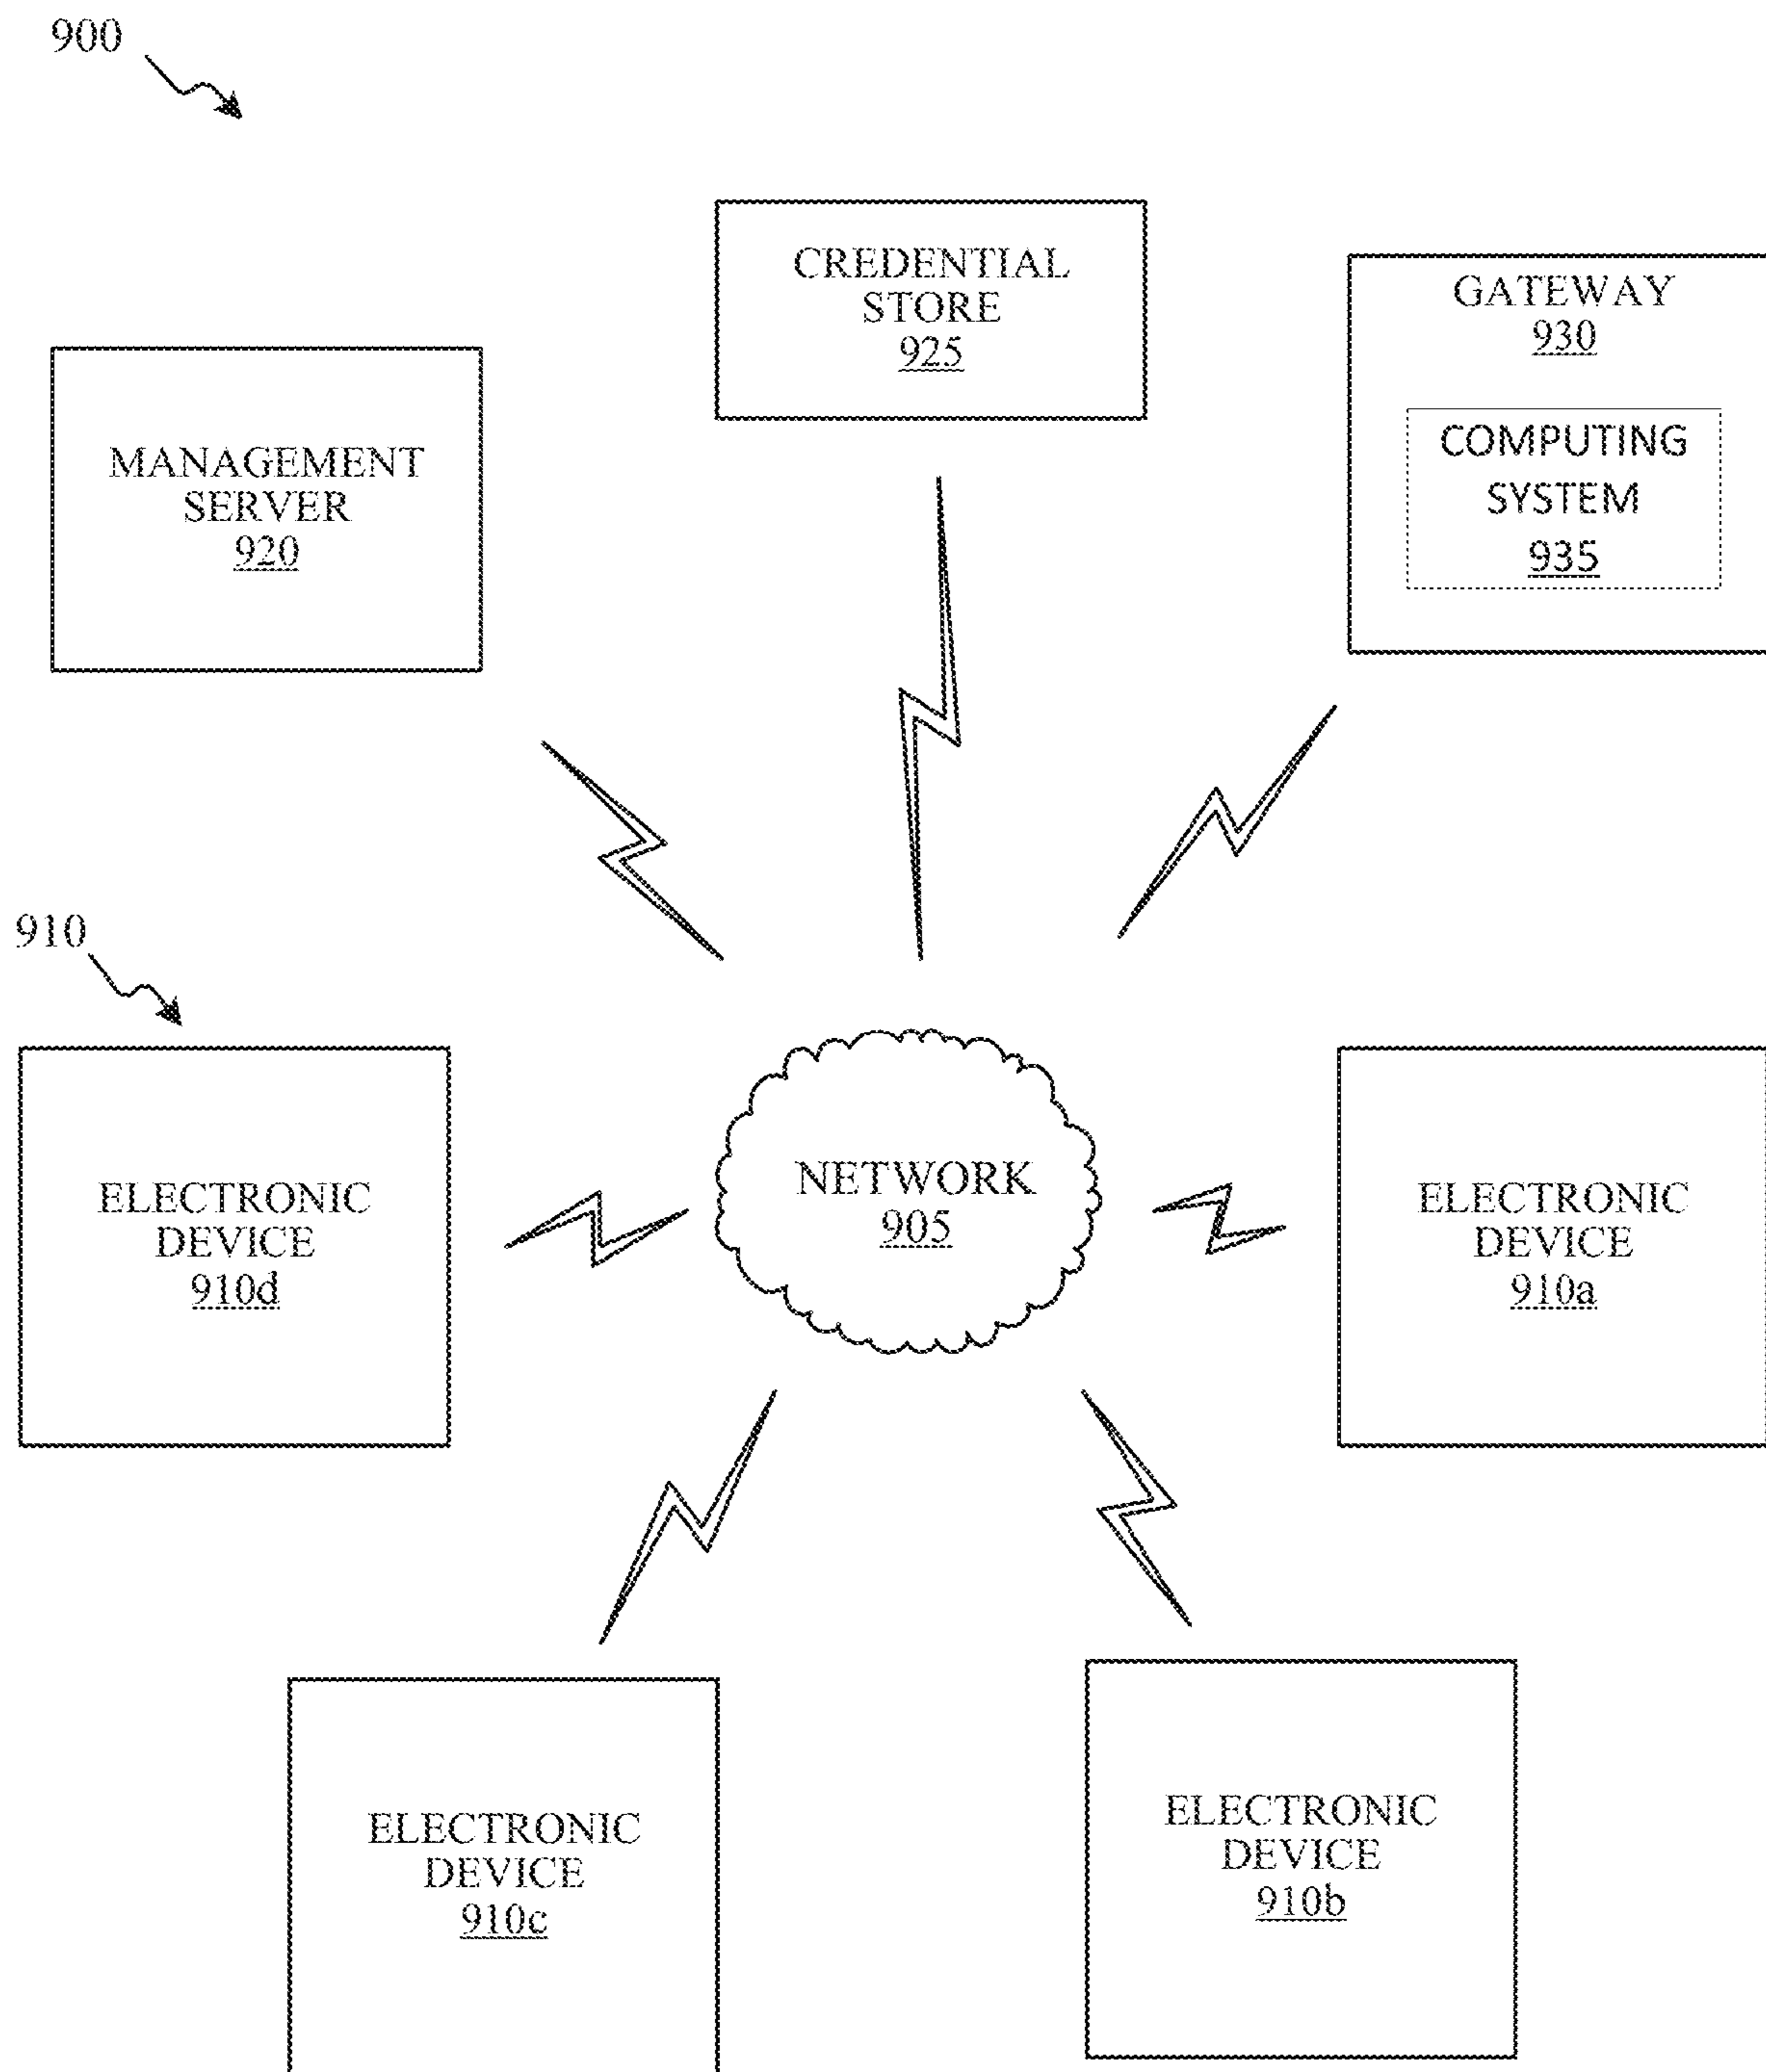 900
CREDENTIAL
STORE
925
GATEWAY
930
COMPUTING
SYSTEM
935
MANAGEMENT
SERVER
920
910
NETWORK
905
ELECTRONIC
DEVICE
910d
ELECTRONIC
DEVICE
910a
ELECTRONIC
DEVICE
910c
ELECTRONIC
DEVICE
910b